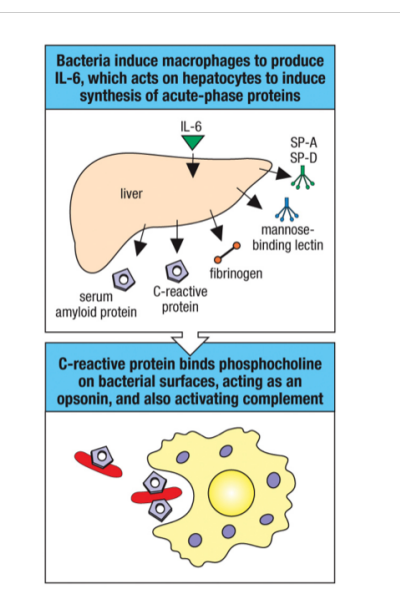 Bacteria induce macrophages to produce
IL-6, which acts on hepatocytes to induce
synthesis of acute-phase proteins
IL-6
SP-A
SP-D
liver
mannose-
binding lectin
fibrinogen
C-reactive
protein
serum
amyloid protein
C-reactive protein binds phosphocholine
on bacterial surfaces, acting as an
opsonin, and also activating complement